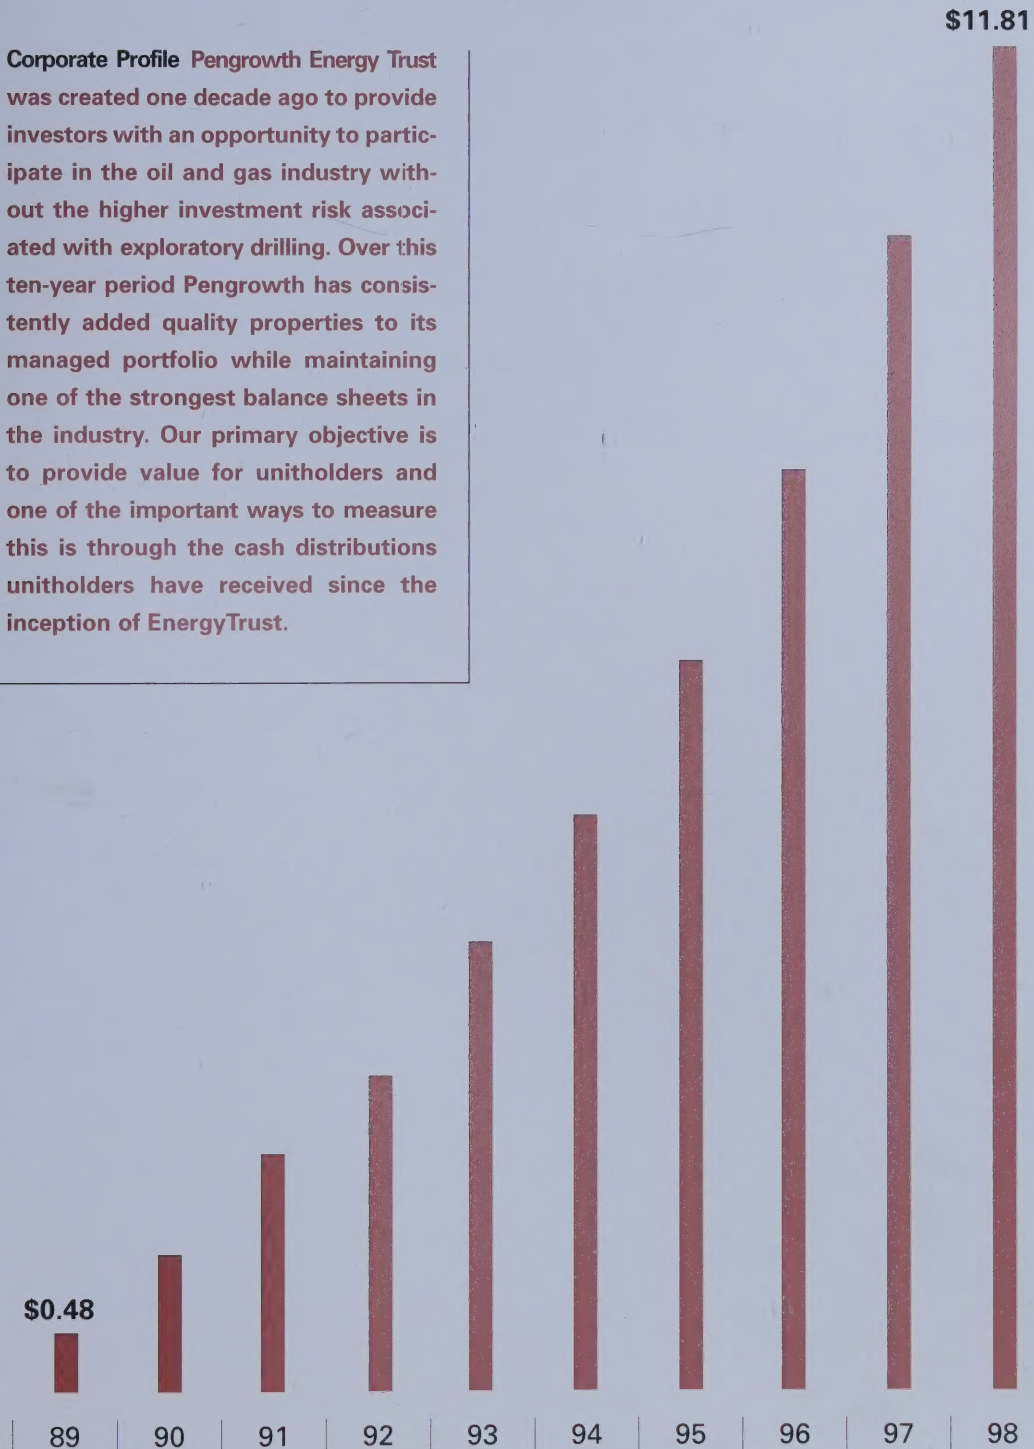 $11.81
Corporate Profile Pengrowth Energy Trust
was created one decade ago to provide
investors with an opportunity to partic-
ipate in the oil and gas industry with-
out the higher investment risk associ-
ated with exploratory drilling. Over this
ten-year period Pengrowth has consis-
tently added quality properties to its
managed portfolio while maintaining
one of the strongest balance sheets in
the industry. Our primary objective is
to provide value for unitholders and
one of the important ways to measure
this is through the cash distributions
unitholders have received since the
inception of EnergyTrust.
$0.48
89 90 91 92 93 94 95 96 97 98